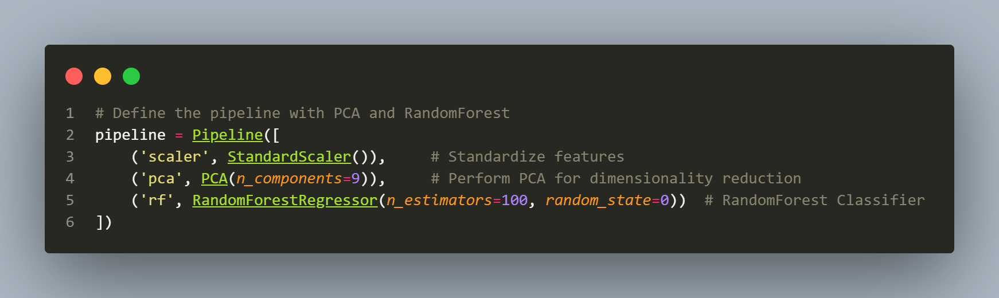 1 # Define the pipeline with PCA and RandomForest
2 pipeline = Pipeline([
3     ('scaler', StandardScaler()),     # Standardize features
4     ('pca', PCA(n_components=9)),     # Perform PCA for dimensionality reduction
5     ('rf', RandomForestRegressor(n_estimators=100, random_state=0))  # RandomForest Classifier
6 ])